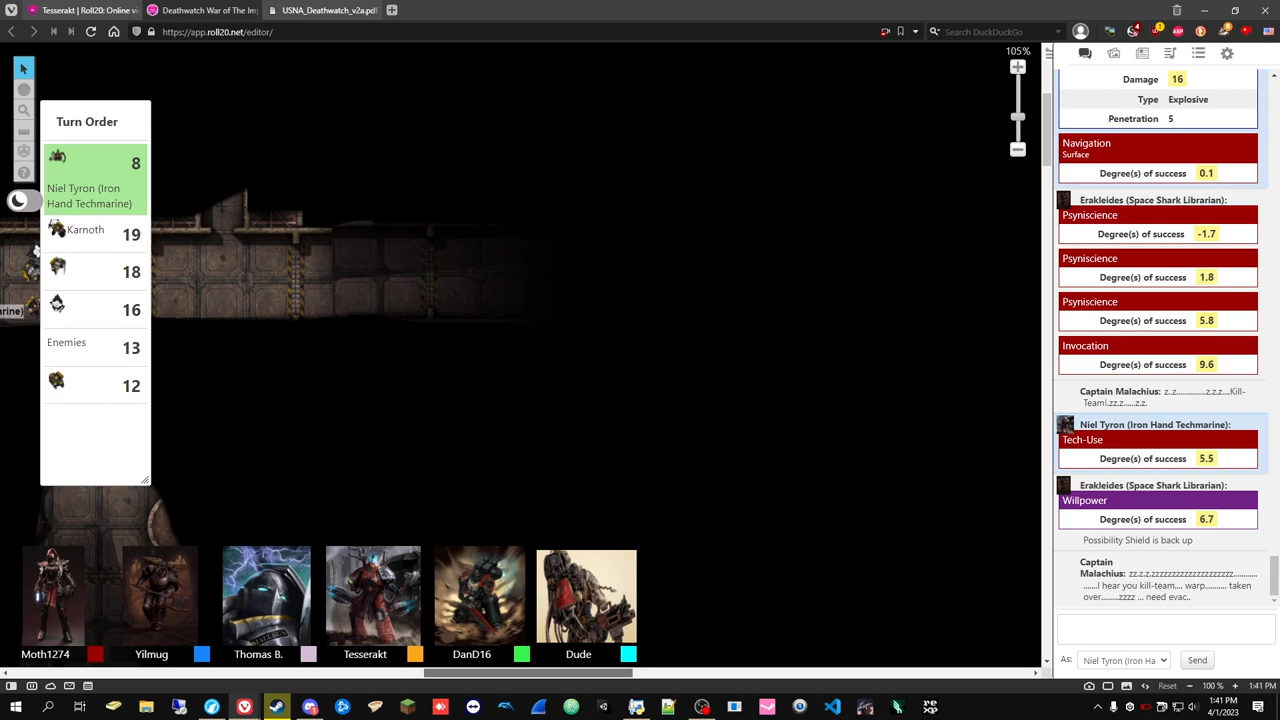 Tesserakt | Roll20: Online vi
Deathwatch War of The Im
USNA_Deathwatch_v2a.pd
https://app.roll20.net/editor/
Search DuckDuckGo
105%
Turn Order
8
Niel Tyron (Iron
Hand Techmarine)
Karnoth
19
18
16
Enemies
13
12
arine)
Moth1274
Yilmug
Thomas B.
Tesserakt
DanD16
Dude
Damage 16
Type Explosive
Penetration 5
Navigation
Surface
Degree(s) of success 0.1
Erakleides (Space Shark Librarian):
Psyniscience
Degree(s) of success -1.7
Psyniscience
Degree(s) of success 1.8
Psyniscience
Degree(s) of success 5.8
Invocation
Degree(s) of success 9.6
Captain Malachius: z..z...............z.z.z....Kill-
Team!.zz.z......z.z.
Niel Tyron (Iron Hand Techmarine):
Tech-Use
Degree(s) of success 5.5
Erakleides (Space Shark Librarian):
Willpower
Degree(s) of success 6.7
Possibility Shield is back up
Captain
Malachius: zz.z.z.zzzzzzzzzzzzzzzzzzzz............
.......I hear you kill-team.... warp.......... taken
over.........zzzz ... need evac..
As: Niel Tyron (Iron Ha
Send
Reset
100 %
1:41 PM
1:41 PM
4/1/2023